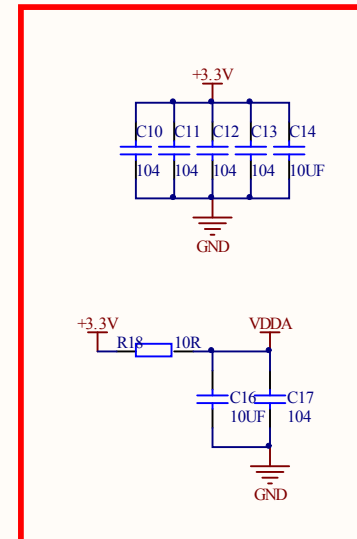 +3.3V
C10 C11 C12 C13 C14
104 104 104 104 10UF
GND
+3.3V VDDA
R18 10R
C16 C17
10UF 104
GND